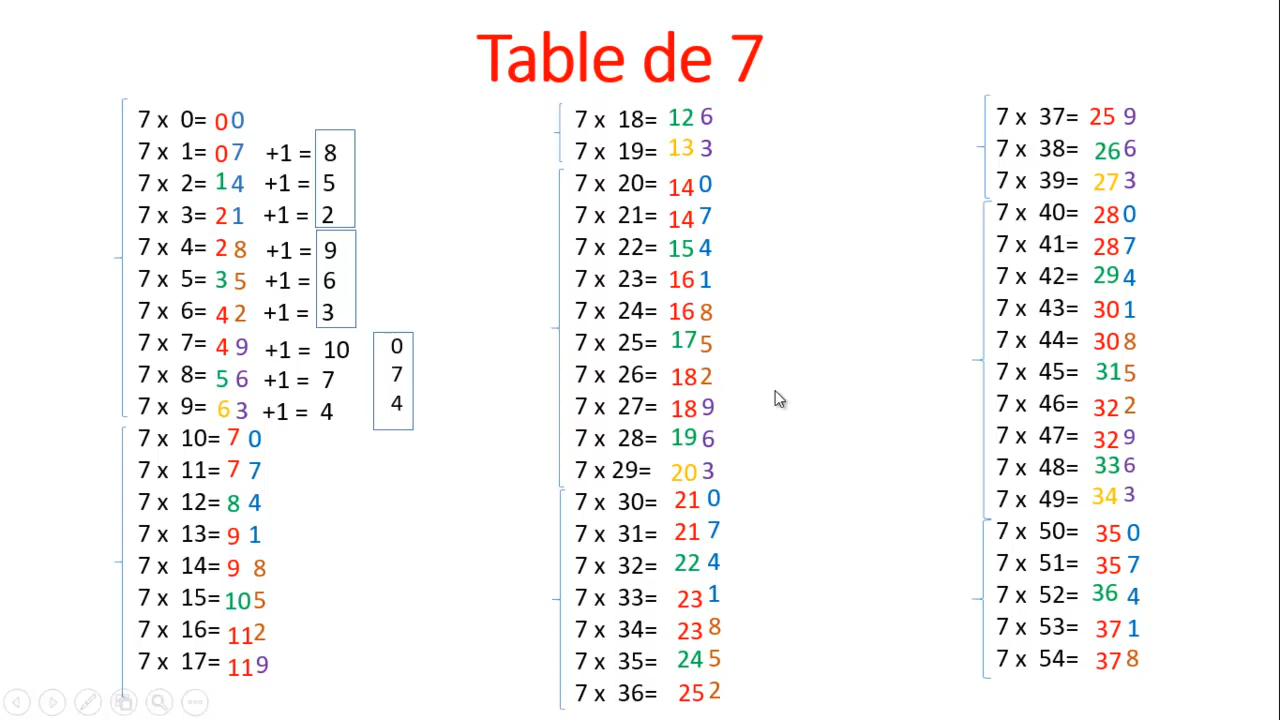 Table de 7
7 x 0= 00
7 x 1= 07 +1 = 8
7 x 2= 14 +1 = 5
7 x 3= 21 +1 = 2
7 x 4= 28 +1 = 9
7 x 5= 35 +1 = 6
7 x 6= 42 +1 = 3
7 x 7= 49 +1 = 10 0
7 x 8= 56 +1 = 7 7
7 x 9= 63 +1 = 4 4
7 x 10= 70
7 x 11= 77
7 x 12= 84
7 x 13= 91
7 x 14= 98
7 x 15= 105
7 x 16= 112
7 x 17= 119
7 x 18= 126
7 x 19= 133
7 x 20= 140
7 x 21= 147
7 x 22= 154
7 x 23= 161
7 x 24= 168
7 x 25= 175
7 x 26= 182
7 x 27= 189
7 x 28= 196
7 x 29= 203
7 x 30= 210
7 x 31= 217
7 x 32= 224
7 x 33= 231
7 x 34= 238
7 x 35= 245
7 x 36= 252
7 x 37= 259
7 x 38= 266
7 x 39= 273
7 x 40= 280
7 x 41= 287
7 x 42= 294
7 x 43= 301
7 x 44= 308
7 x 45= 315
7 x 46= 322
7 x 47= 329
7 x 48= 336
7 x 49= 343
7 x 50= 350
7 x 51= 357
7 x 52= 364
7 x 53= 371
7 x 54= 378